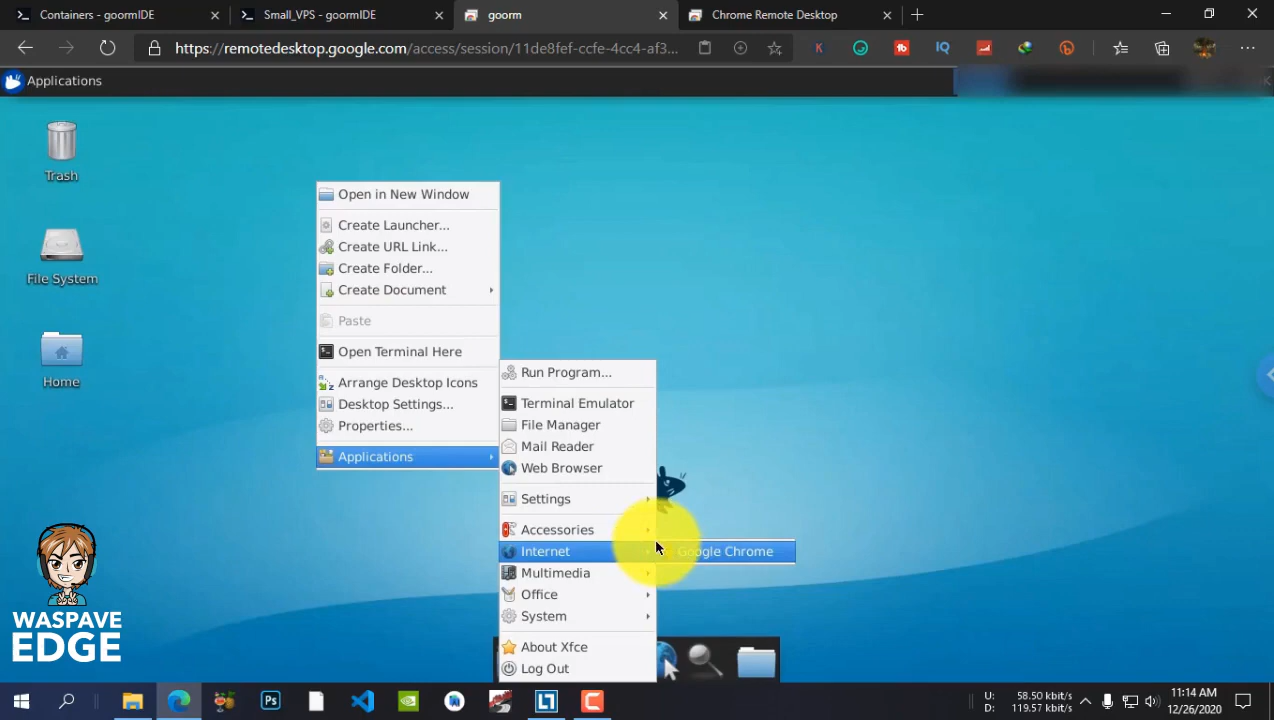 Containers - goormIDE
Small_VPS - goormIDE
goorm
Chrome Remote Desktop
https://remotedesktop.google.com/access/session/11de8fef-ccfe-4cc4-af3...
K
IQ
Applications
Trash
File System
Home
Open in New Window
Create Launcher...
Create URL Link...
Create Folder...
Create Document
Paste
Open Terminal Here
Arrange Desktop Icons
Desktop Settings...
Properties...
Applications
Run Program...
Terminal Emulator
File Manager
Mail Reader
Web Browser
Settings
Accessories
Internet
Google Chrome
Multimedia
Office
System
About Xfce
Log Out
WASPAVE
EDGE
Ps
U: 58.50 kbit/s
D: 119.57 kbit/s
11:14 AM
12/26/2020